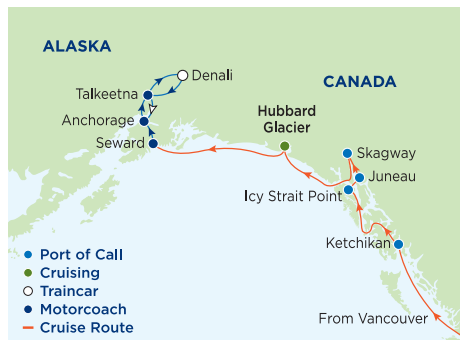 ALASKA
Denali
CANADA
Talkeetna
Hubbard
Glacier
Anchorage
Seward
Skagway
Juneau
Icy Strait Point
Ketchikan
Port of Call
Cruising
Traincar
Motorcoach
Cruise Route
From Vancouver